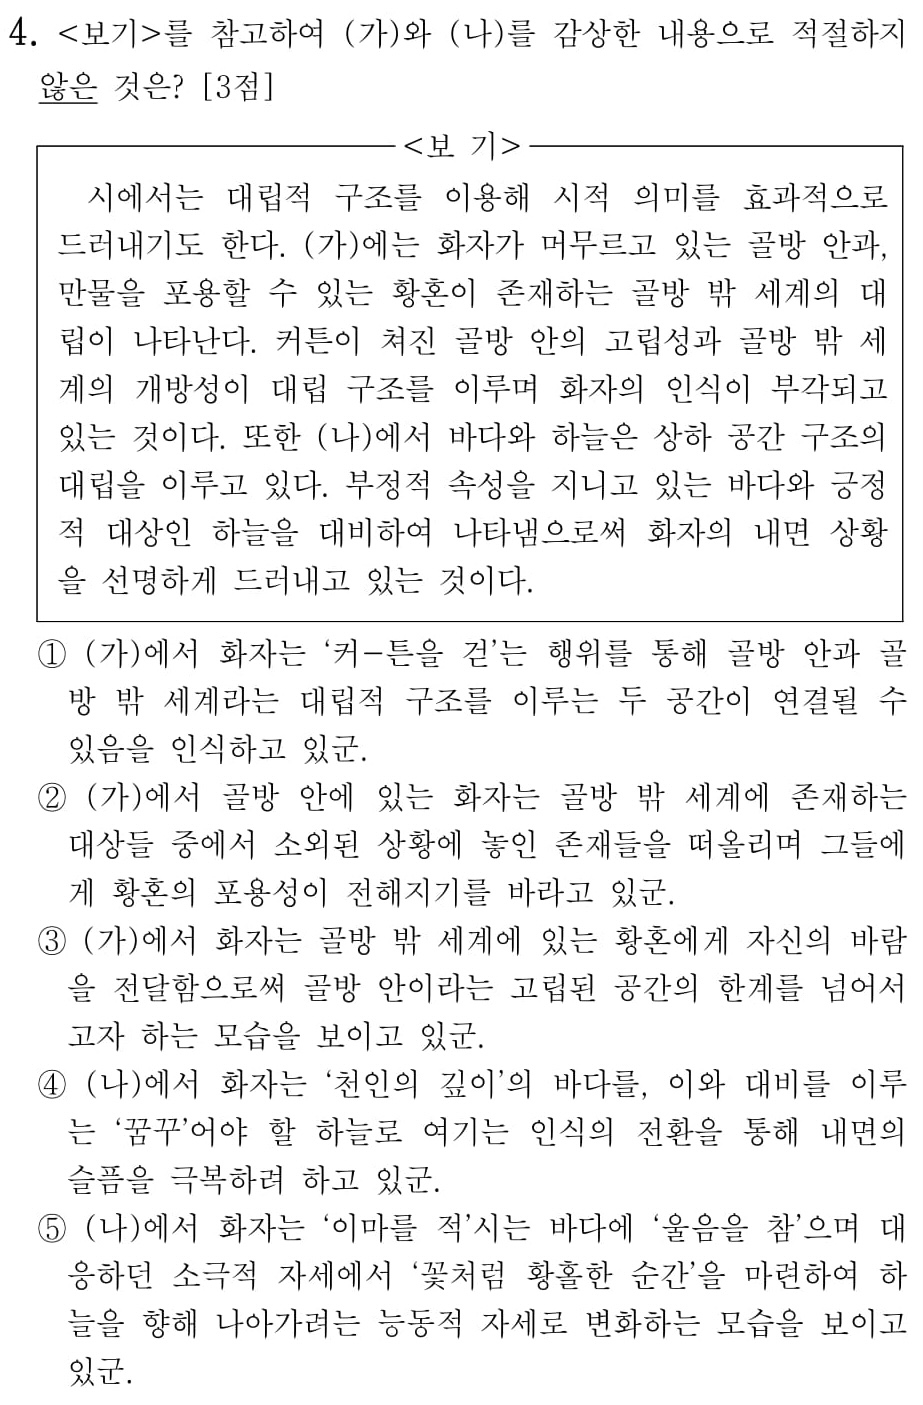 4. <보기>를 참고하여 (가)와 (나)를 감상한 내용으로 적절하지
않은 것은? [3점]
<보 기>
시에서는 대립적 구조를 이용해 시적 의미를 효과적으로
드러내기도 한다. (가)에는 화자가 머무르고 있는 골방 안과,
만물을 포용할 수 있는 황혼이 존재하는 골방 밖 세계의 대
립이 나타난다. 커튼이 쳐진 골방 안의 고립성과 골방 밖 세
계의 개방성이 대립 구조를 이루며 화자의 인식이 부각되고
있는 것이다. 또한 (나)에서 바다와 하늘은 상하 공간 구조의
대립을 이루고 있다. 부정적 속성을 지니고 있는 바다와 긍정
적 대상인 하늘을 대비하여 나타냄으로써 화자의 내면 상황
을 선명하게 드러내고 있는 것이다.
① (가)에서 화자는 ‘커-튼을 걷’는 행위를 통해 골방 안과 골
방 밖 세계라는 대립적 구조를 이루는 두 공간이 연결될 수
있음을 인식하고 있군.
② (가)에서 골방 안에 있는 화자는 골방 밖 세계에 존재하는
대상들 중에서 소외된 상황에 놓인 존재들을 떠올리며 그들에
게 황혼의 포용성이 전해지기를 바라고 있군.
③ (가)에서 화자는 골방 밖 세계에 있는 황혼에게 자신의 바람
을 전달함으로써 골방 안이라는 고립된 공간의 한계를 넘어서
고자 하는 모습을 보이고 있군.
④ (나)에서 화자는 ‘천인의 깊이’의 바다를, 이와 대비를 이루
는 ‘꿈꾸’어야 할 하늘로 여기는 인식의 전환을 통해 내면의
슬픔을 극복하려 하고 있군.
⑤ (나)에서 화자는 ‘이마를 적’시는 바다에 ‘울음을 참’으며 대
응하던 소극적 자세에서 ‘꽃처럼 황홀한 순간’을 마련하여 하
늘을 향해 나아가려는 능동적 자세로 변화하는 모습을 보이고
있군.